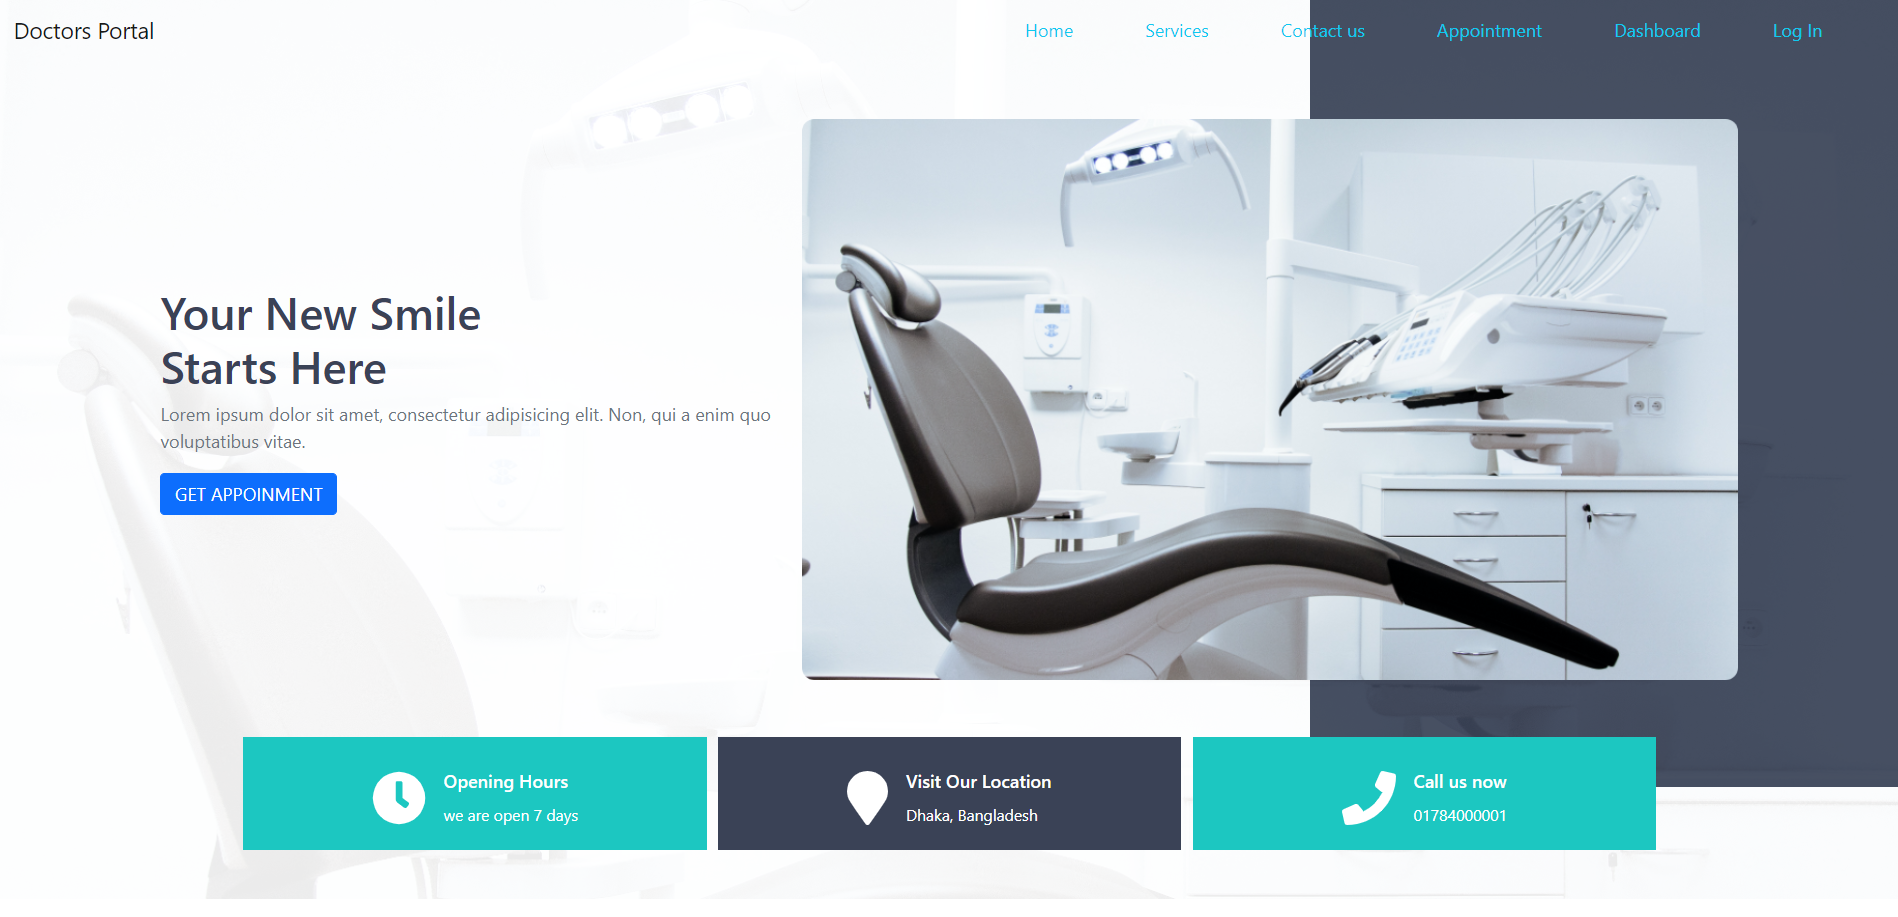 Doctors Portal
Home Services Contact us Appointment Dashboard Log In
Your New Smile
Starts Here
Lorem ipsum dolor sit amet, consectetur adipisicing elit. Non, qui a enim quo
voluptatibus vitae.
GET APPOINMENT
Opening Hours
we are open 7 days
Visit Our Location
Dhaka, Bangladesh
Call us now
01784000001